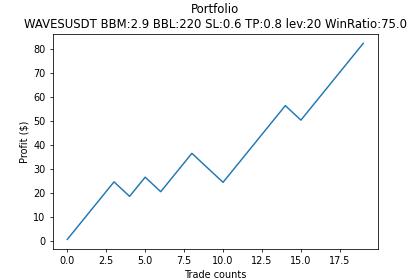 Portfolio
WAVESUSDT BBM:2.9 BBL:220 SL:0.6 TP:0.8 lev:20 WinRatio:75.0
80
70
60
50
40
30
20
10
0
Profit ($)
0.0 2.5 5.0 7.5 10.0 12.5 15.0 17.5
Trade counts